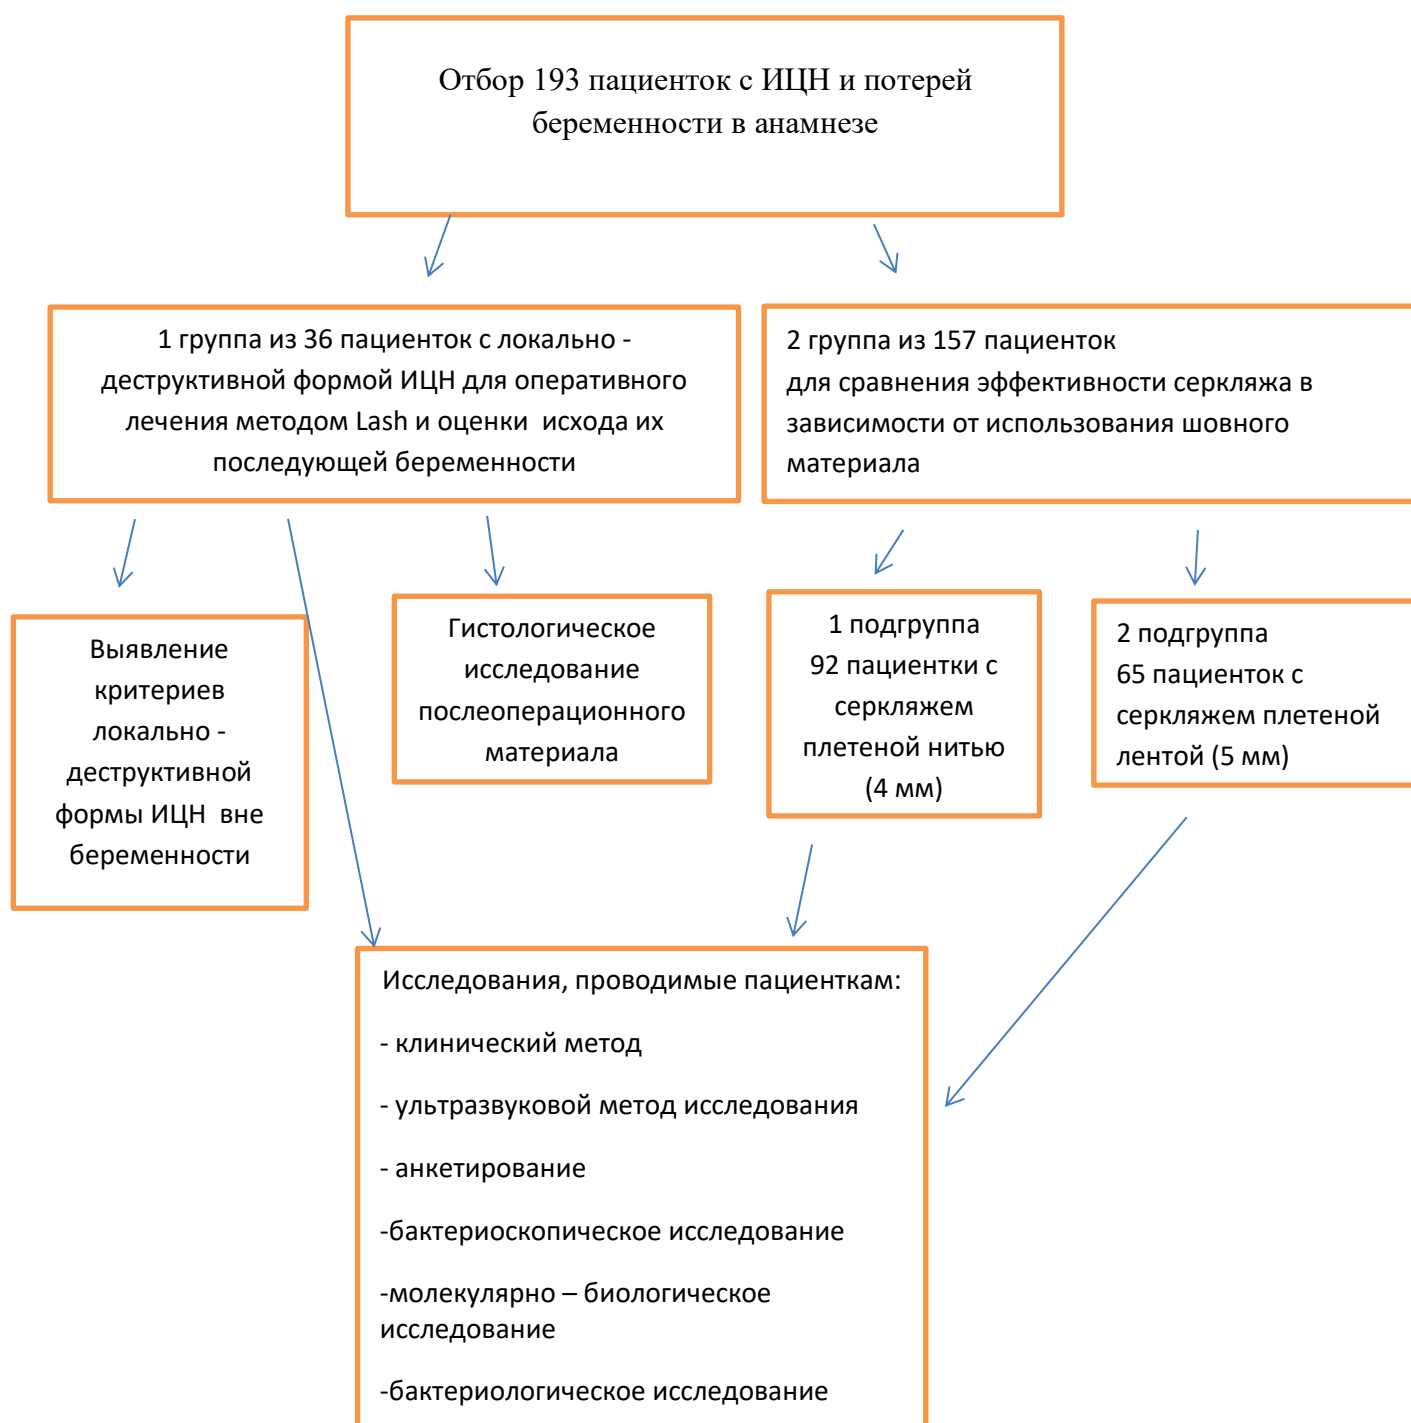 Отбор 193 пациенток с ИЦН и потерей
беременности в анамнезе
1 группа из 36 пациенток с локально -
деструктивной формой ИЦН для оперативного
лечения методом Lash и оценки исхода их
последующей беременности
2 группа из 157 пациенток
для сравнения эффективности серкляжа в
зависимости от использования шовного
материала
Выявление
критериев
локально -
деструктивной
формы ИЦН вне
беременности
Гистологическое
исследование
послеоперационного
материала
1 подгруппа
92 пациентки с
серкляжем
плетеной нитью
(4 мм)
2 подгруппа
65 пациенток с
серкляжем плетеной
лентой (5 мм)
Исследования, проводимые пациенткам:
- клинический метод
- ультразвуковой метод исследования
- анкетирование
-бактериоскопическое исследование
-молекулярно – биологическое
исследование
-бактериологическое исследование